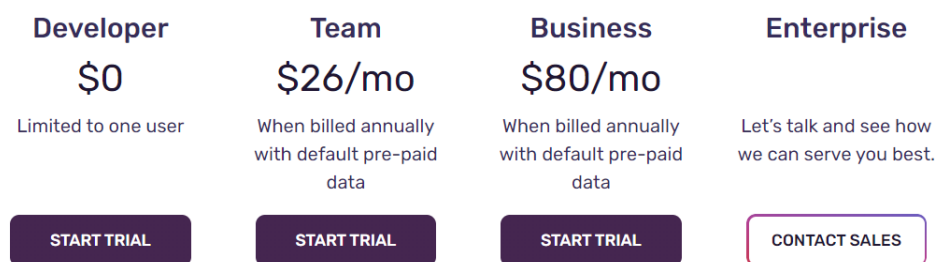 Developer
$0
Limited to one user
START TRIAL
Team
$26/mo
When billed annually
with default pre-paid
data
START TRIAL
Business
$80/mo
When billed annually
with default pre-paid
data
START TRIAL
Enterprise
Let’s talk and see how
we can serve you best.
CONTACT SALES